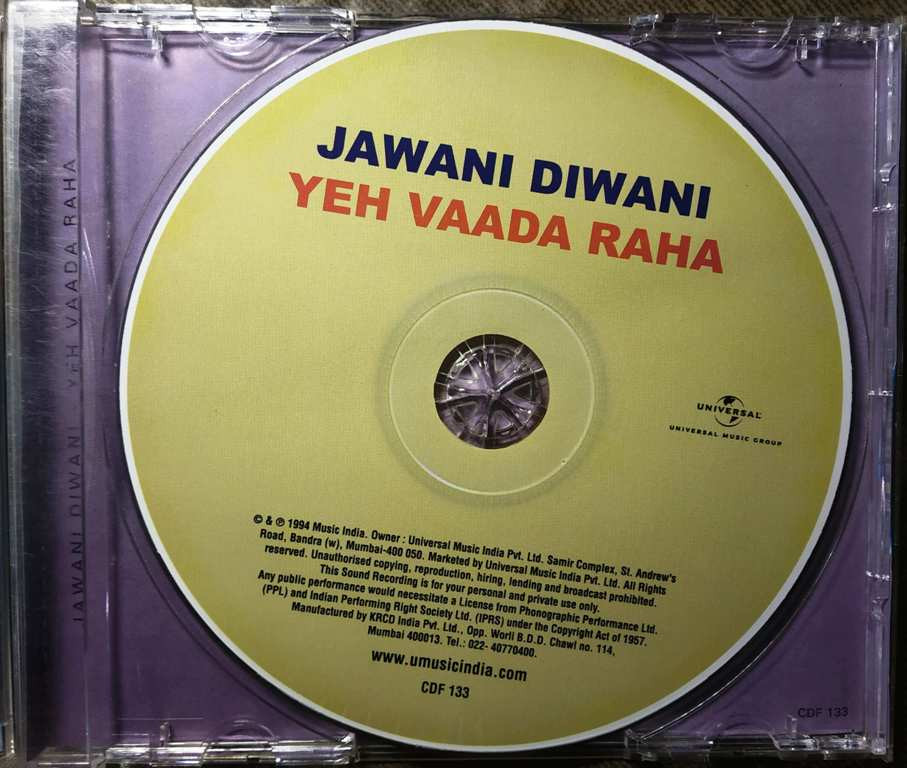 JAWANI DIWANI
YEH VAADA RAHA
UNIVERSAL
UNIVERSAL MUSIC GROUP
© & ℗ 1994 Music India. Owner : Universal Music India Pvt. Ltd. Samir Complex, St. Andrew's
Road, Bandra (w), Mumbai-400 050. Marketed by Universal Music India Pvt. Ltd. All Rights
reserved. Unauthorised copying, reproduction, hiring, lending and broadcast prohibited.
This Sound Recording is for your personal and private use only.
Any public performance would necessitate a License from Phonographic Performance Ltd.
(PPL) and Indian Performing Right Society Ltd. (IPRS) under the Copyright Act of 1957.
Manufactured by KRCD India Pvt. Ltd., Opp. Worli B.D.D. Chawl no. 114,
Mumbai 400013. Tel.: 022- 40770400.
www.umusicindia.com
CDF 133
JAWANI DIWANI . YEH VAADA RAHA
CDF 133